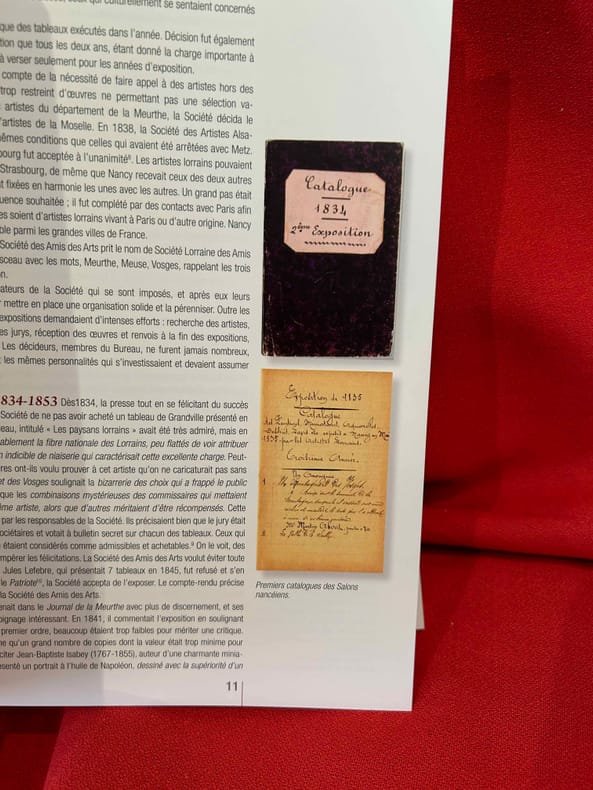 culturellement se sentaient concernés
que des tableaux exécutés dans l'année. Décision fut également
tion que tous les deux ans, étant donné la charge importante à
à verser seulement pour les années d'exposition.
compte de la nécessité de faire appel à des artistes hors des
trop restreint d'œuvres ne permettant pas une sélection va-
artistes du département de la Meurthe, la Société décida le
'artistes de la Moselle. En 1838, la Société des Artistes Alsa-
êmes conditions que celles qui avaient été arrêtées avec Metz.
bourg fut acceptée à l'unanimité⁸. Les artistes lorrains pouvaient
Strasbourg, de même que Nancy recevait ceux des deux autres
t fixées en harmonie les unes avec les autres. Un grand pas était
uence souhaitée ; il fut complété par des contacts avec Paris afin
es soient d'artistes lorrains vivant à Paris ou d'autre origine. Nancy
ble parmi les grandes villes de France.
Société des Amis des Arts prit le nom de Société Lorraine des Amis
sceau avec les mots, Meurthe, Meuse, Vosges, rappelant les trois
n.
ateurs de la Société qui se sont imposés, et après eux leurs
r mettre en place une organisation solide et la pérenniser. Outre les
expositions demandaient d'intenses efforts : recherche des artistes,
es jurys, réception des œuvres et renvois à la fin des expositions,
Les décideurs, membres du Bureau, ne furent jamais nombreux,
les mêmes personnalités qui s'investissaient et devaient assumer
834-1853 Dès1834, la presse tout en se félicitant du succès
Société de ne pas avoir acheté un tableau de Grandville présenté en
eau, intitulé « Les paysans lorrains » avait été très admiré, mais en
ablement la fibre nationale des Lorrains, peu flattés de voir attribuer
n indicible de niaiserie qui caractérisait cette excellente charge. Peut-
res ont-ils voulu prouver à cet artiste qu'on ne caricaturait pas sans
et des Vosges soulignait la bizarrerie des choix qui a frappé le public
que les combinaisons mystérieuses des commissaires qui mettaient
ême artiste, alors que d'autres méritaient d'être récompensés. Cette
par les responsables de la Société. Ils précisaient bien que le jury était
ociétaires et votait à bulletin secret sur chacun des tableaux. Ceux qui
étaient considérés comme admissibles et achetables.⁹ On le voit, des
mpérer les félicitations. La Société des Amis des Arts voulut éviter toute
Jules Lefebre, qui présentait 7 tableaux en 1845, fut refusé et s'en
le Patriote¹⁰, la Société accepta de l'exposer. Le compte-rendu précise
la Société des Amis des Arts.
enait dans le Journal de la Meurthe avec plus de discernement, et ses
oignage intéressant. En 1841, il commentait l'exposition en soulignant
premier ordre, beaucoup étaient trop faibles pour mériter une critique.
ne qu'un grand nombre de copies dont la valeur était trop minime pour
citer Jean-Baptiste Isabey (1767-1855), auteur d'une charmante minia-
senté un portrait à l'huile de Napoléon, dessiné avec la supériorité d'un
11
Catalogue
1834
2ème Exposition
Exposition de 1835
Catalogue
Troisième Année.
Premiers catalogues des Salons
nancéiens.